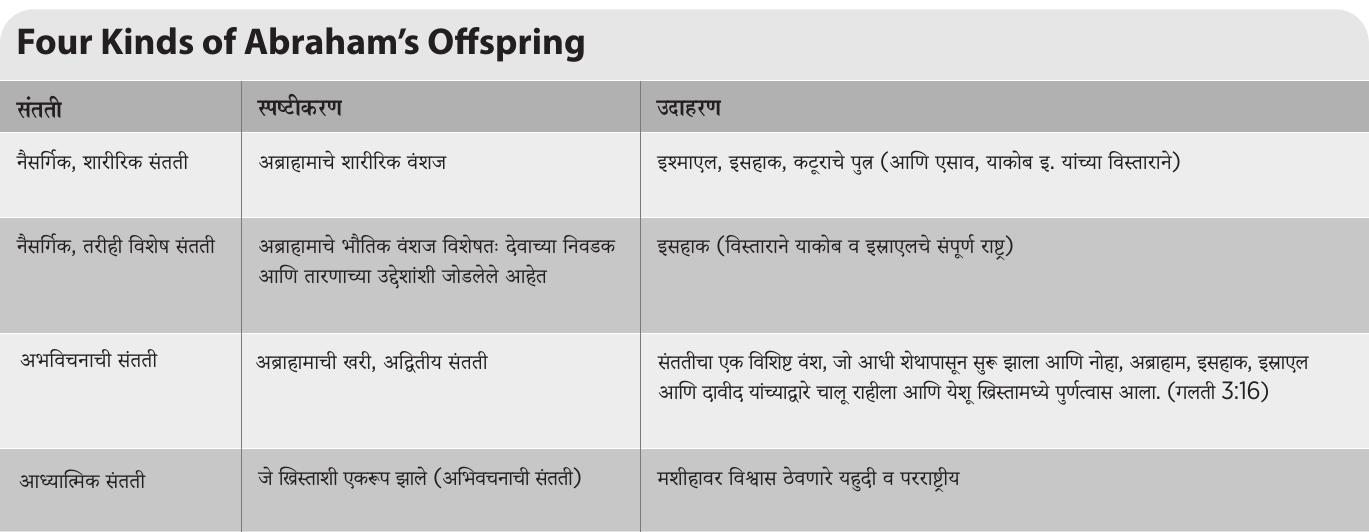 Four Kinds of Abraham's Offspring
संतती स्पष्टीकरण उदाहरण
नैसर्गिक, शारीरिक संतती अब्राहामाचे शारीरिक वंशज इश्माएल, इसहाक, कटूराचे पुत्र (आणि एसाव, याकोब इ. यांच्या विस्ताराने)
नैसर्गिक, तरीही विशेष संतती अब्राहामाचे भौतिक वंशज विशेषतः देवाच्या निवडक इसहाक (विस्ताराने याकोब व इस्राएलचे संपूर्ण राष्ट्र)
आणि तारणाच्या उद्देशांशी जोडलेले आहेत
अभविचनाची संतती अब्राहामाची खरी, अद्वितीय संतती संततीचा एक विशिष्ट वंश, जो आधी शेथापासून सुरू झाला आणि नोहा, अब्राहाम, इसहाक, इस्राएल
आणि दावीद यांच्याद्वारे चालू राहीला आणि येशू ख्रिस्तामध्ये पुर्णत्वास आला. (गलती 3:16)
आध्यात्मिक संतती जे ख्रिस्ताशी एकरूप झाले (अभिवचनाची संतती) मशीहावर विश्वास ठेवणारे यहुदी व परराष्ट्रीय